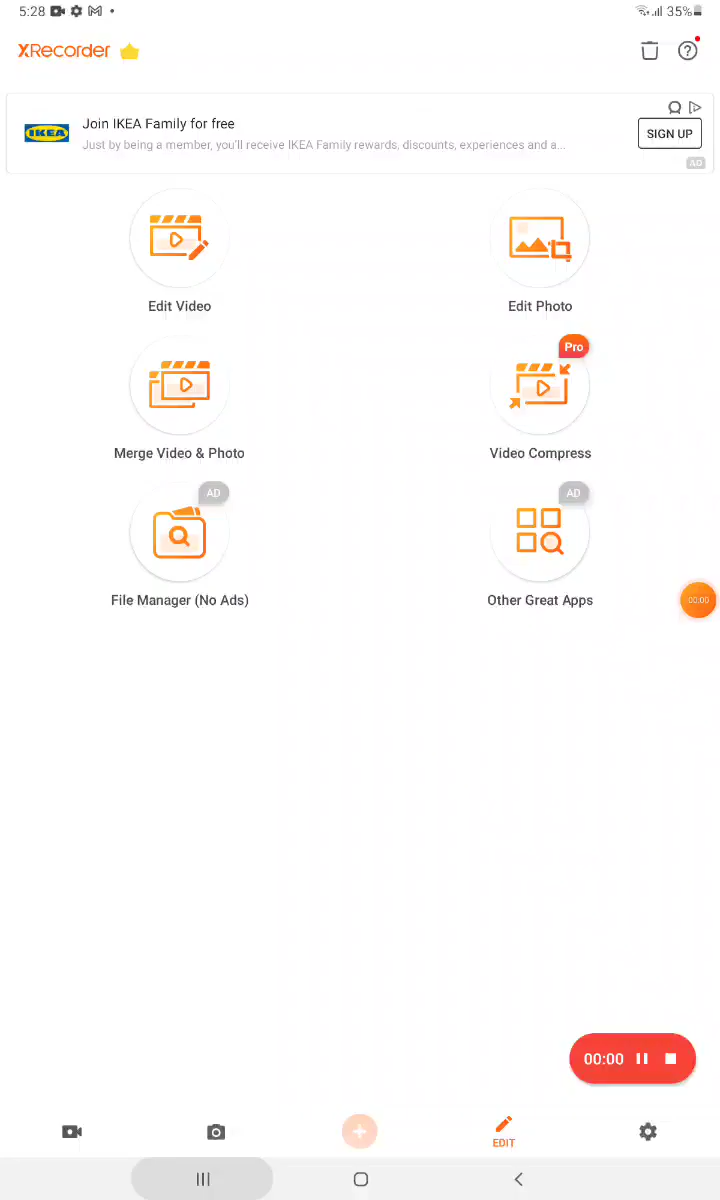 5:28
35%
XRecorder
IKEA
Join IKEA Family for free
Just by being a member, you'll receive IKEA Family rewards, discounts, experiences and a...
SIGN UP
AD
Edit Video
Edit Photo
Pro
Merge Video & Photo
Video Compress
AD
AD
File Manager (No Ads)
Other Great Apps
00:00
00:00
EDIT